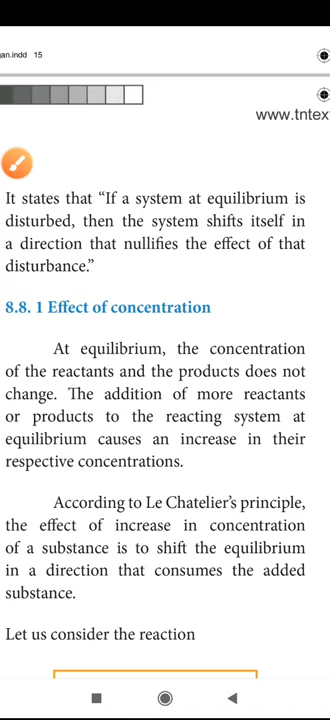 gan.indd 15
www.tntex
It states that “If a system at equilibrium is
disturbed, then the system shifts itself in
a direction that nullifies the effect of that
disturbance.”
8.8. 1 Effect of concentration
At equilibrium, the concentration
of the reactants and the products does not
change. The addition of more reactants
or products to the reacting system at
equilibrium causes an increase in their
respective concentrations.
According to Le Chatelier’s principle,
the effect of increase in concentration
of a substance is to shift the equilibrium
in a direction that consumes the added
substance.
Let us consider the reaction